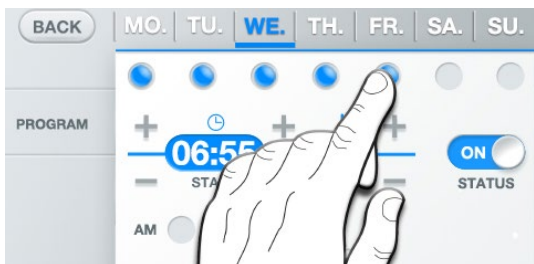 BACK
MO. TU. WE. TH. FR. SA. SU.
PROGRAM
06:55
ON
STATUS
AM